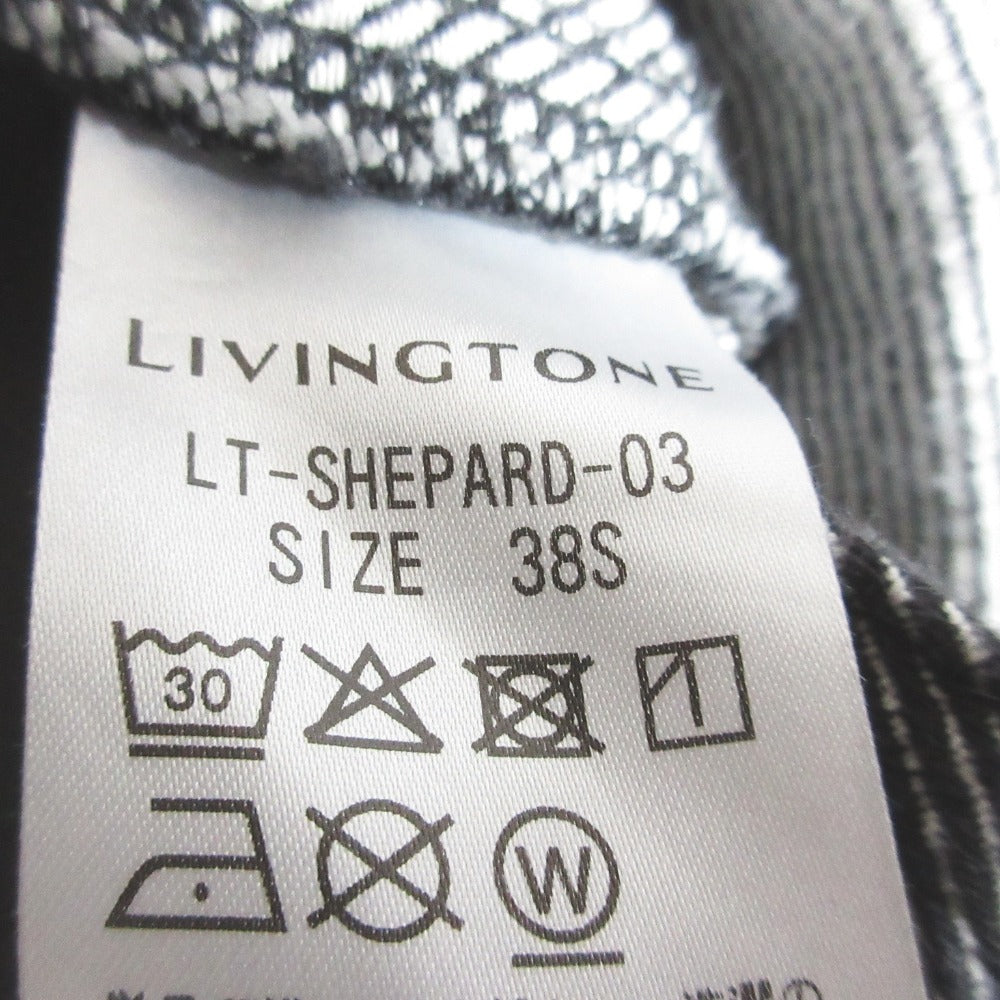 LIVINGTONE
LT-SHEPARD-03
SIZE 38S
30
W